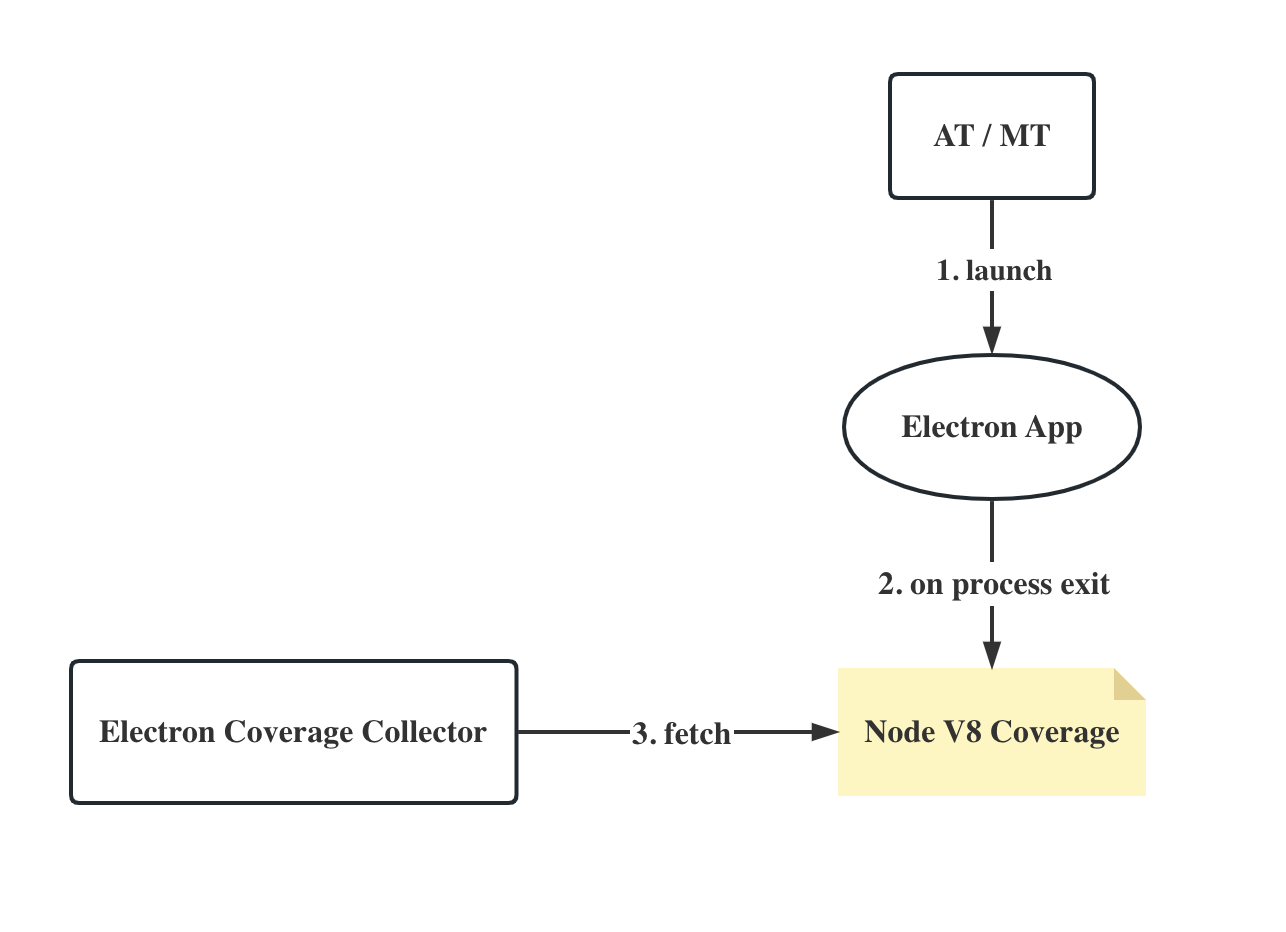 AT / MT
1. launch
Electron App
2. on process exit
Electron Coverage Collector
3. fetch
Node V8 Coverage